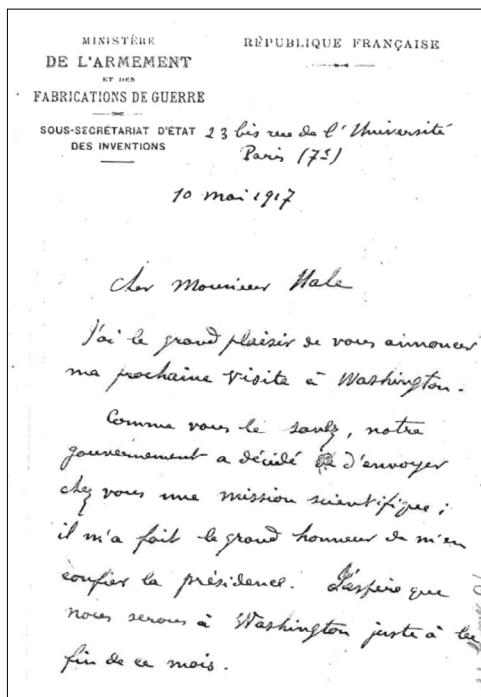 MINISTÈRE
DE L'ARMEMENT
ET DES
FABRICATIONS DE GUERRE
SOUS-SECRÉTARIAT D'ÉTAT
DES INVENTIONS
RÉPUBLIQUE FRANÇAISE
23 bis rue de l'Université
Paris (7e)
10 mai 1917
cher Monsieur Hale
J'ai le grand plaisir de vous annoncer
ma prochaine visite à Washington.
Comme vous le savez, notre
gouvernement a décidé d'envoyer
chez vous une mission scientifique ;
il m'a fait le grand honneur de m'en
confier la présidence. J'espère que
nous serons à Washington juste à la
fin de ce mois.